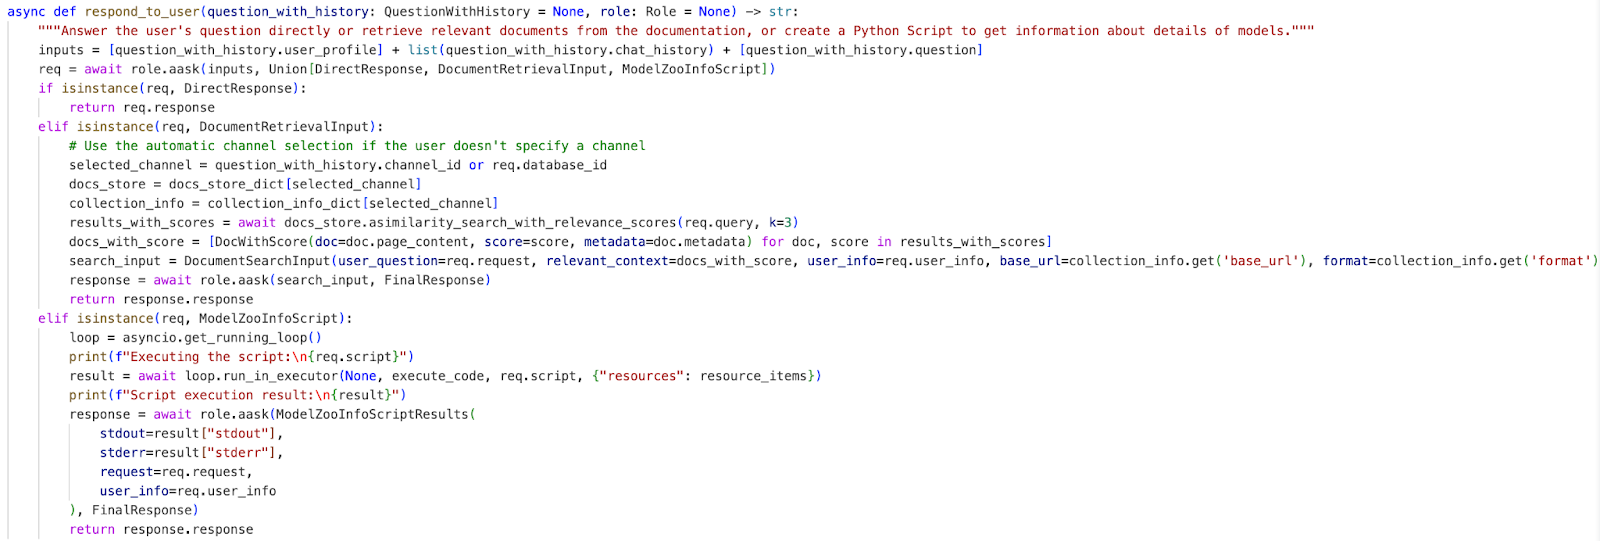 async def respond_to_user(question_with_history: QuestionWithHistory = None, role: Role = None) -> str:
    """Answer the user's question directly or retrieve relevant documents from the documentation, or create a Python Script to get information about details of models."""
    inputs = [question_with_history.user_profile] + list(question_with_history.chat_history) + [question_with_history.question]
    req = await role.aask(inputs, Union[DirectResponse, DocumentRetrievalInput, ModelZooInfoScript])
    if isinstance(req, DirectResponse):
        return req.response
    elif isinstance(req, DocumentRetrievalInput):
        # Use the automatic channel selection if the user doesn't specify a channel
        selected_channel = question_with_history.channel_id or req.database_id
        docs_store = docs_store_dict[selected_channel]
        collection_info = collection_info_dict[selected_channel]
        results_with_scores = await docs_store.asimilarity_search_with_relevance_scores(req.query, k=3)
        docs_with_score = [DocWithScore(doc=doc.page_content, score=score, metadata=doc.metadata) for doc, score in results_with_scores]
        search_input = DocumentSearchInput(user_question=req.request, relevant_context=docs_with_score, user_info=req.user_info, base_url=collection_info.get('base_url'), format=collection_info.get('format')
        response = await role.aask(search_input, FinalResponse)
        return response.response
    elif isinstance(req, ModelZooInfoScript):
        loop = asyncio.get_running_loop()
        print(f"Executing the script:\n{req.script}")
        result = await loop.run_in_executor(None, execute_code, req.script, {"resources": resource_items})
        print(f"Script execution result:\n{result}")
        response = await role.aask(ModelZooInfoScriptResults(
            stdout=result["stdout"],
            stderr=result["stderr"],
            request=req.request,
            user_info=req.user_info
        ), FinalResponse)
        return response.response